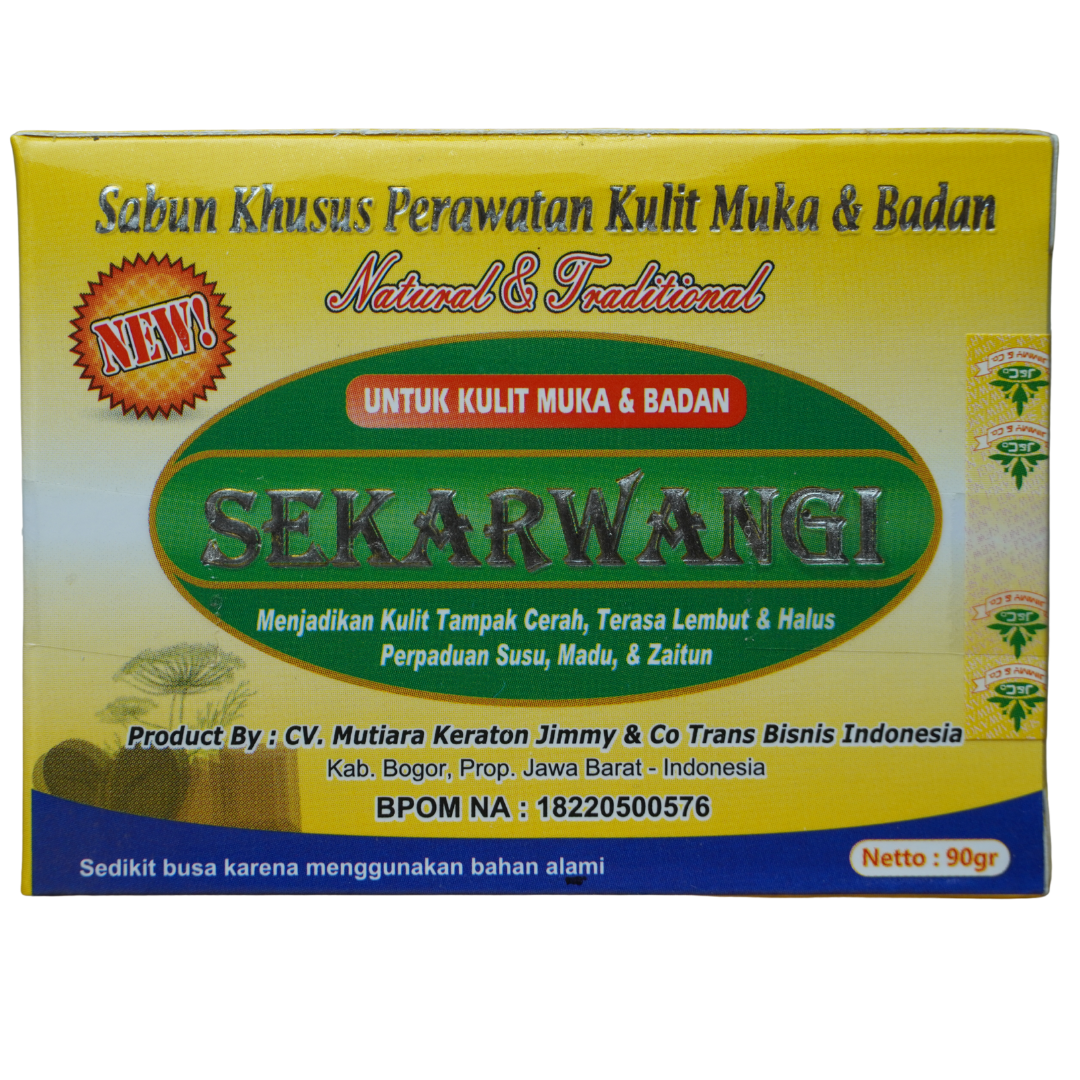 Sabun Khusus Perawatan Kulit Muka & Badan
Natural & Traditional
NEW!
UNTUK KULIT MUKA & BADAN
SEKARWANGI
Menjadikan Kulit Tampak Cerah, Terasa Lembut & Halus
Perpaduan Susu, Madu, & Zaitun
Product By : CV. Mutiara Keraton Jimmy & Co Trans Bisnis Indonesia
Kab. Bogor, Prop. Jawa Barat - Indonesia
BPOM NA : 18220500576
Sedikit busa karena menggunakan bahan alami
Netto : 90gr